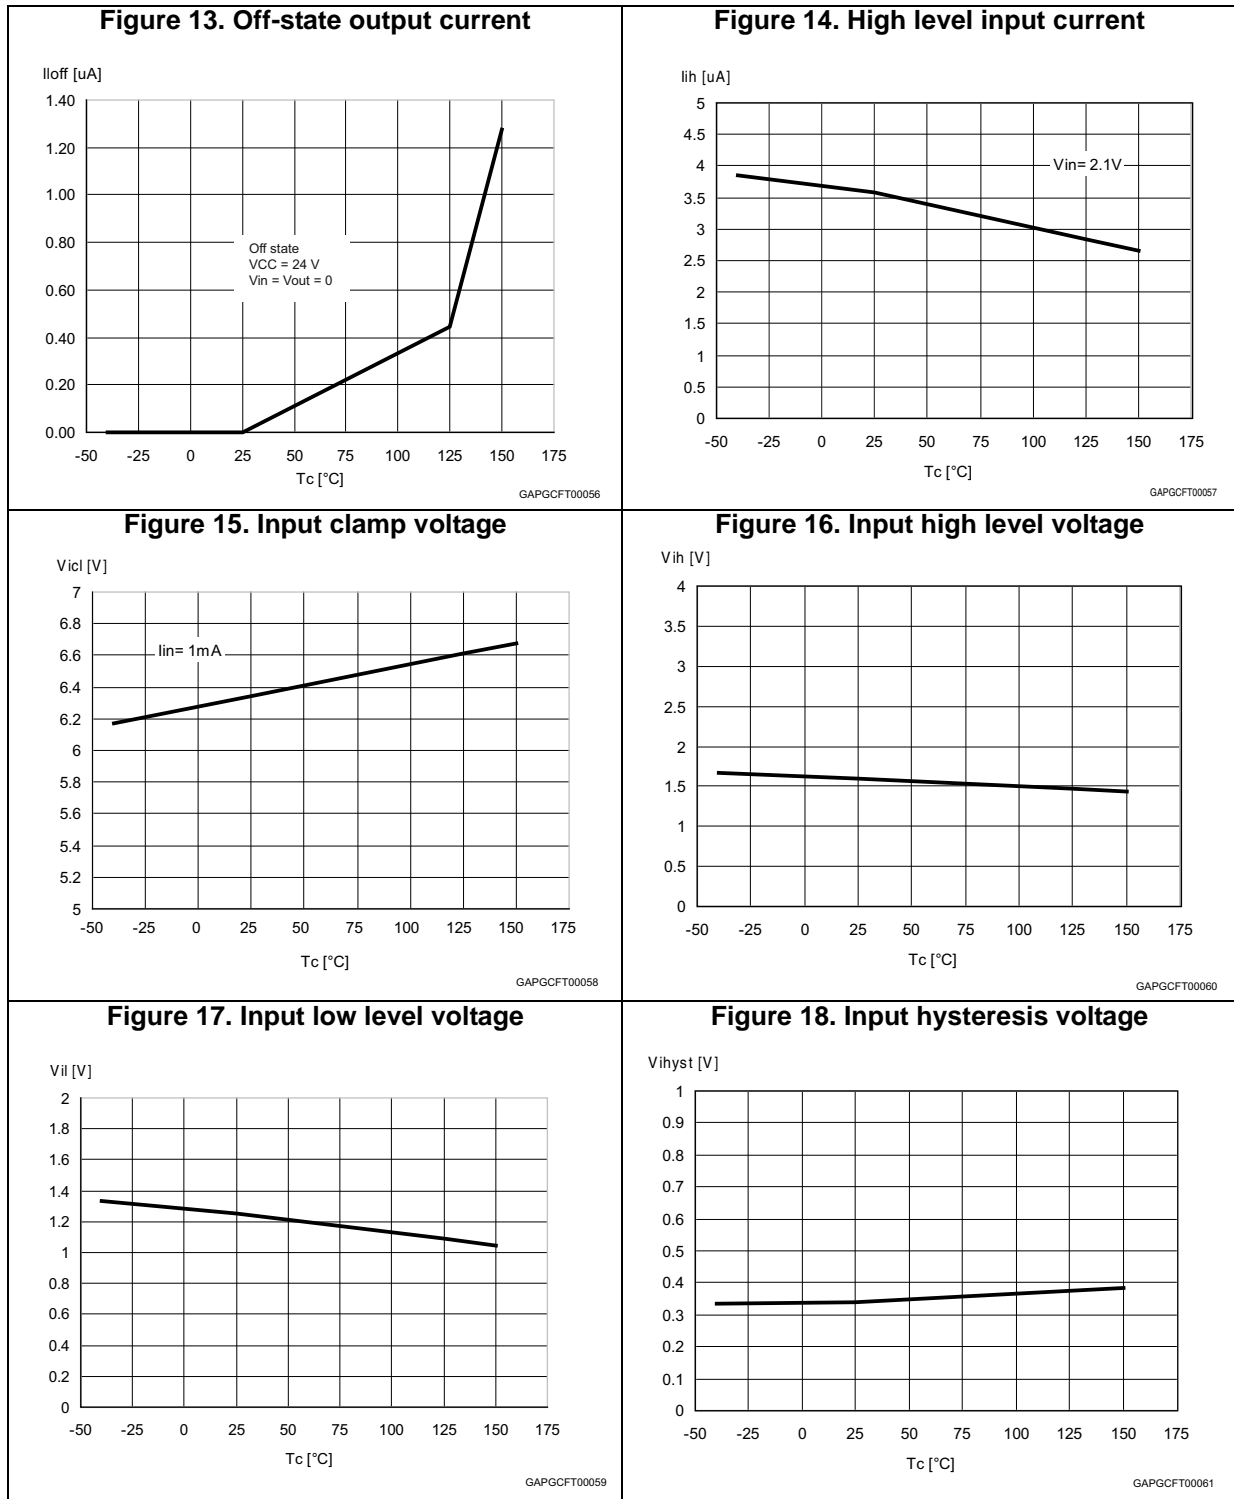 Figure 13. Off-state output current
Iloff [uA]
1.40
1.20
1.00
0.80
0.60
0.40
0.20
0.00
Off state
VCC = 24 V
Vin = Vout = 0
-50 -25 0 25 50 75 100 125 150 175
Tc [°C]
GAPGCFT00056
Figure 14. High level input current
Iih [uA]
5
4.5
4
3.5
3
2.5
2
1.5
1
0.5
0
Vin= 2.1V
-50 -25 0 25 50 75 100 125 150 175
Tc [°C]
GAPGCFT00057
Figure 15. Input clamp voltage
Vicl [V]
7
6.8
6.6
6.4
6.2
6
5.8
5.6
5.4
5.2
5
Iin= 1mA
-50 -25 0 25 50 75 100 125 150 175
Tc [°C]
GAPGCFT00058
Figure 16. Input high level voltage
Vih [V]
4
3.5
3
2.5
2
1.5
1
0.5
0
-50 -25 0 25 50 75 100 125 150 175
Tc [°C]
GAPGCFT00060
Figure 17. Input low level voltage
Vil [V]
2
1.8
1.6
1.4
1.2
1
0.8
0.6
0.4
0.2
0
-50 -25 0 25 50 75 100 125 150 175
Tc [°C]
GAPGCFT00059
Figure 18. Input hysteresis voltage
Vihyst [V]
1
0.9
0.8
0.7
0.6
0.5
0.4
0.3
0.2
0.1
0
-50 -25 0 25 50 75 100 125 150 175
Tc [°C]
GAPGCFT00061